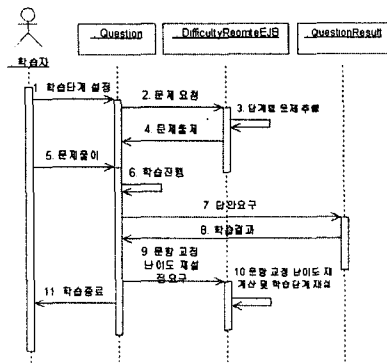 Question
DifficultyReomteEJB
QuestionResult
학습자
1 학습단계 설정
2. 문제 요청
3. 단계별 문제 추출
4. 문제출제
5. 문제풀이
6. 학습진행
7 답안요구
8. 학습결과
9 문항 교정
난이도 재설
정요구
10 문항 교정 난이도 재
계산 및 학습단계 재설
11 학습종료